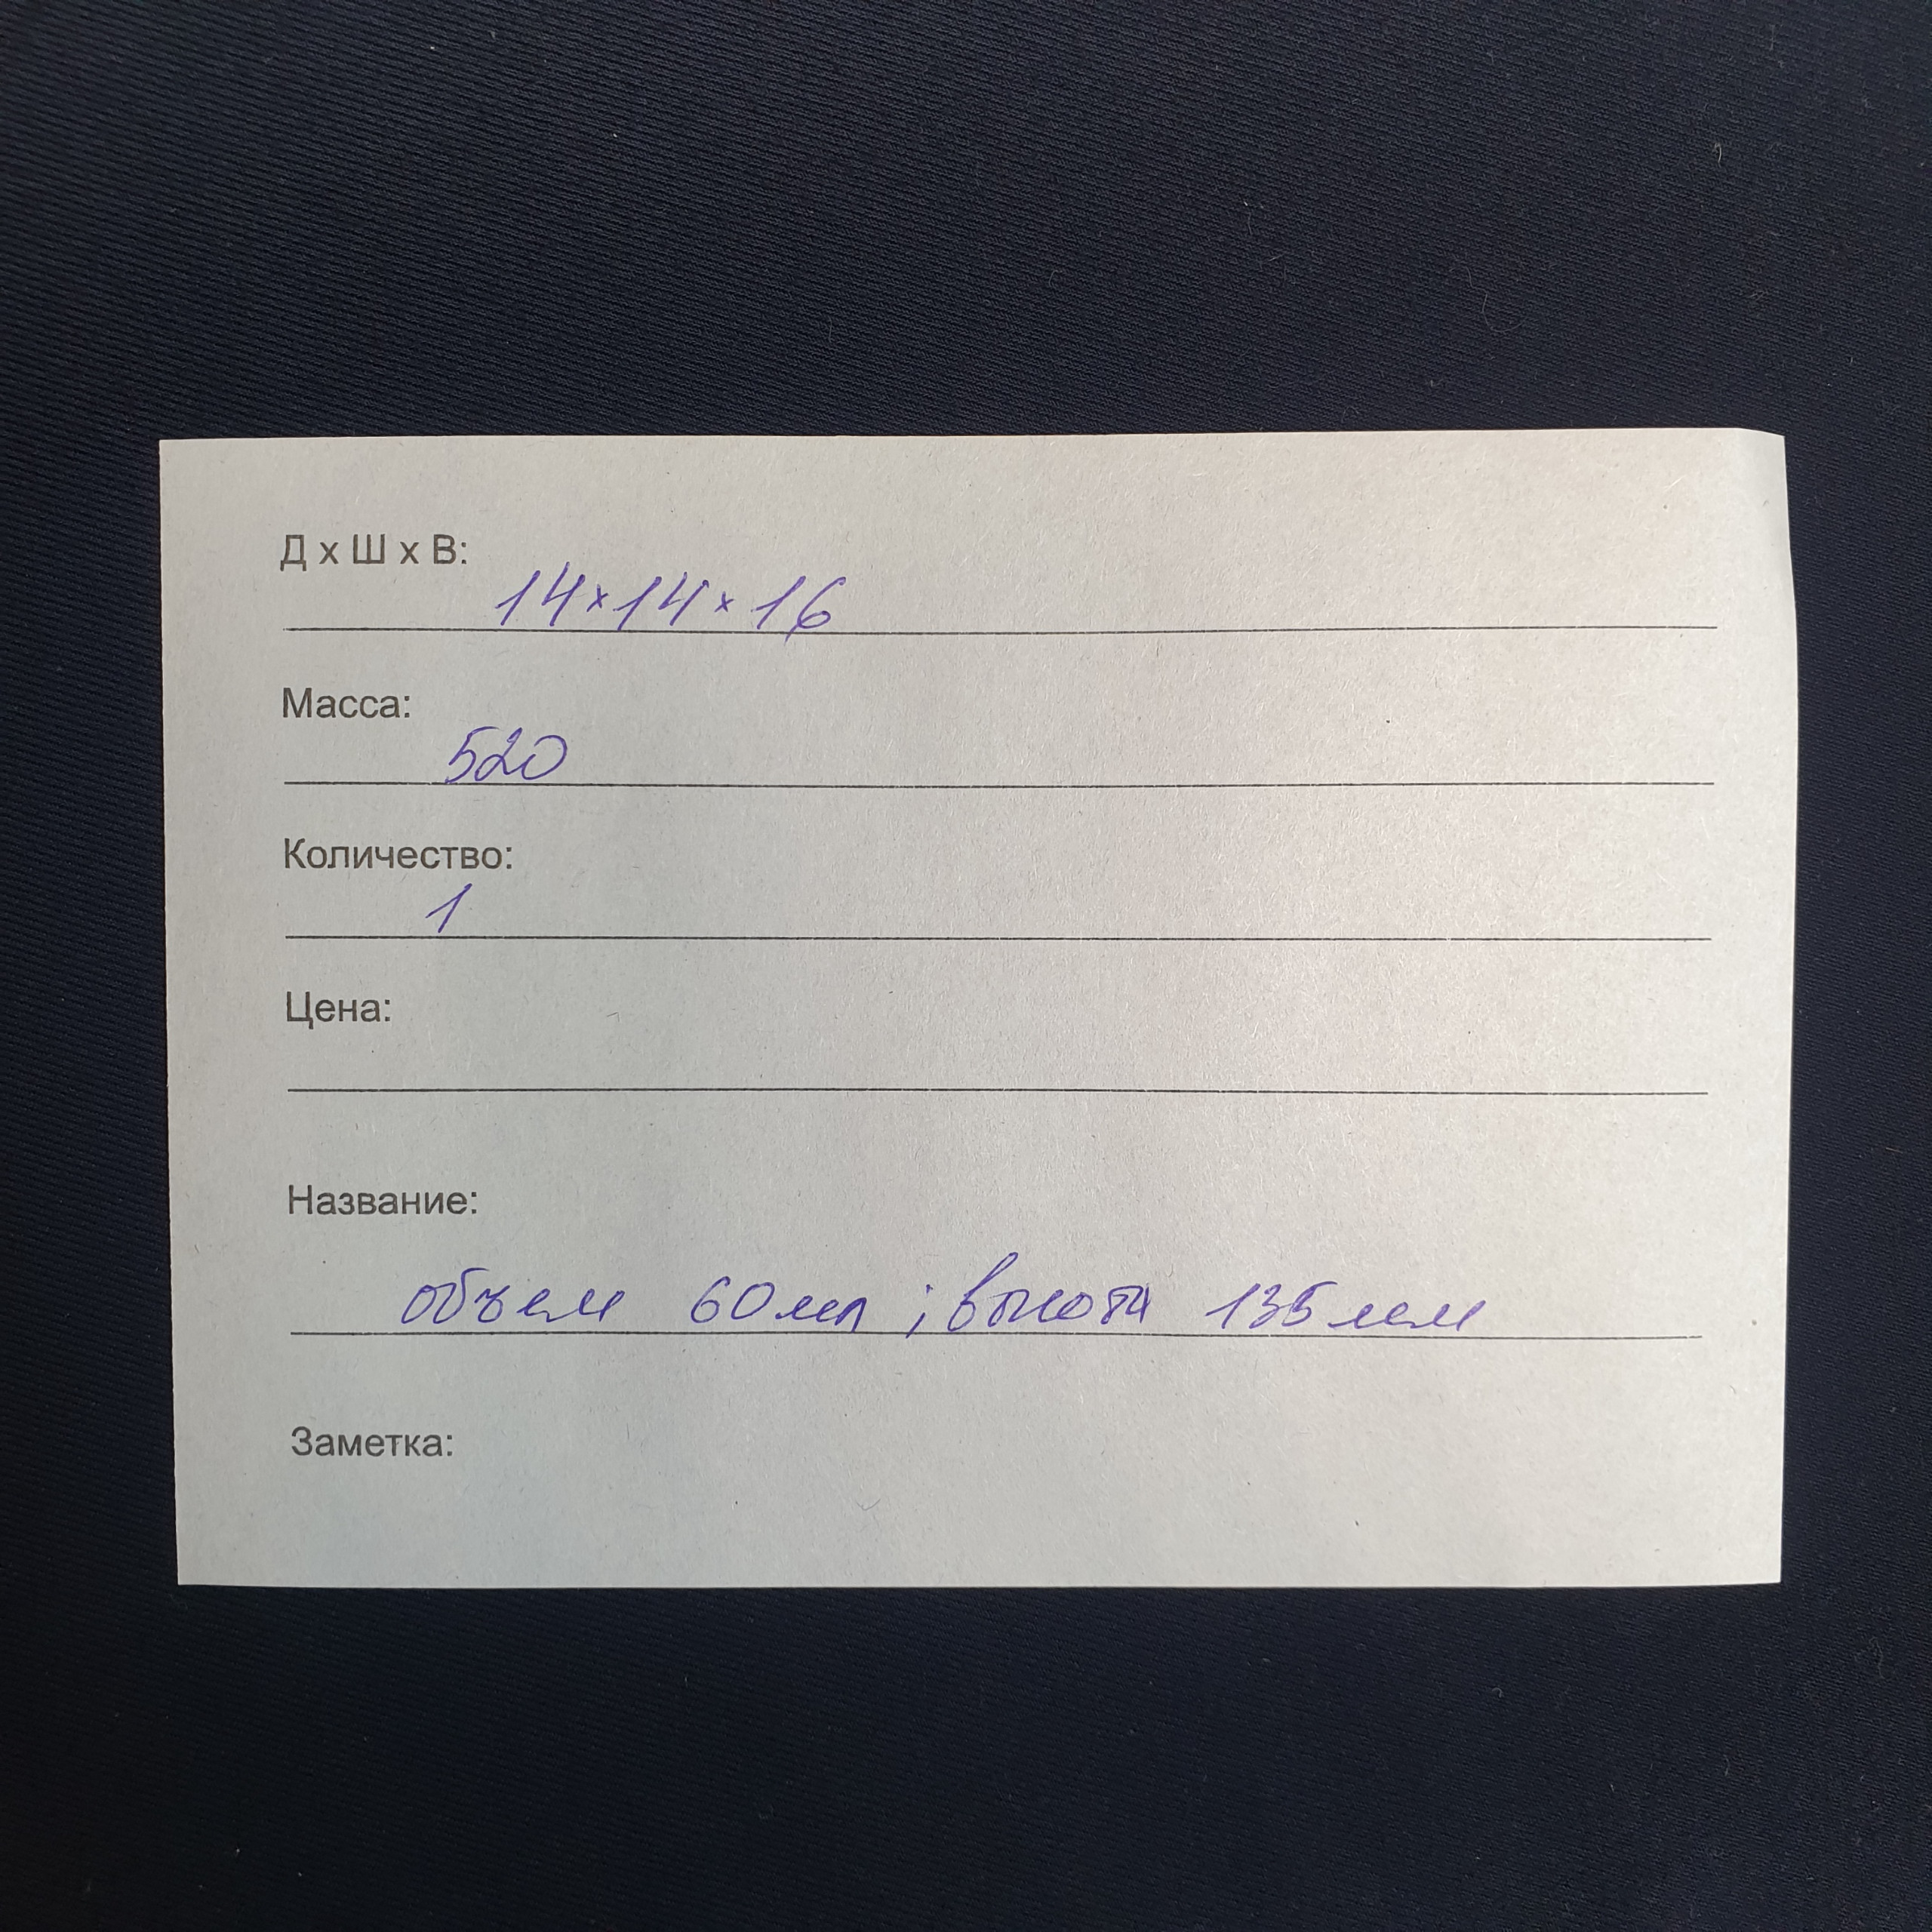 Д х Ш х В:
14×14×16
Масса:
520
Количество:
1
Цена:
Название:
объем 60мл ; высота 135мм
Заметка: